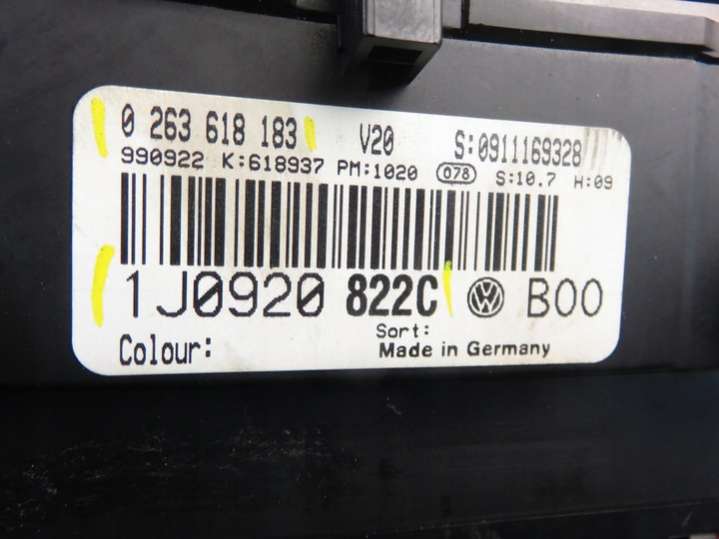 0 263 618 183 V20 S:0911169328
990922 K:618937 PM:1020 078 S:10.7 H:09
1J0920 822C B00
Sort:
Colour: Made in Germany